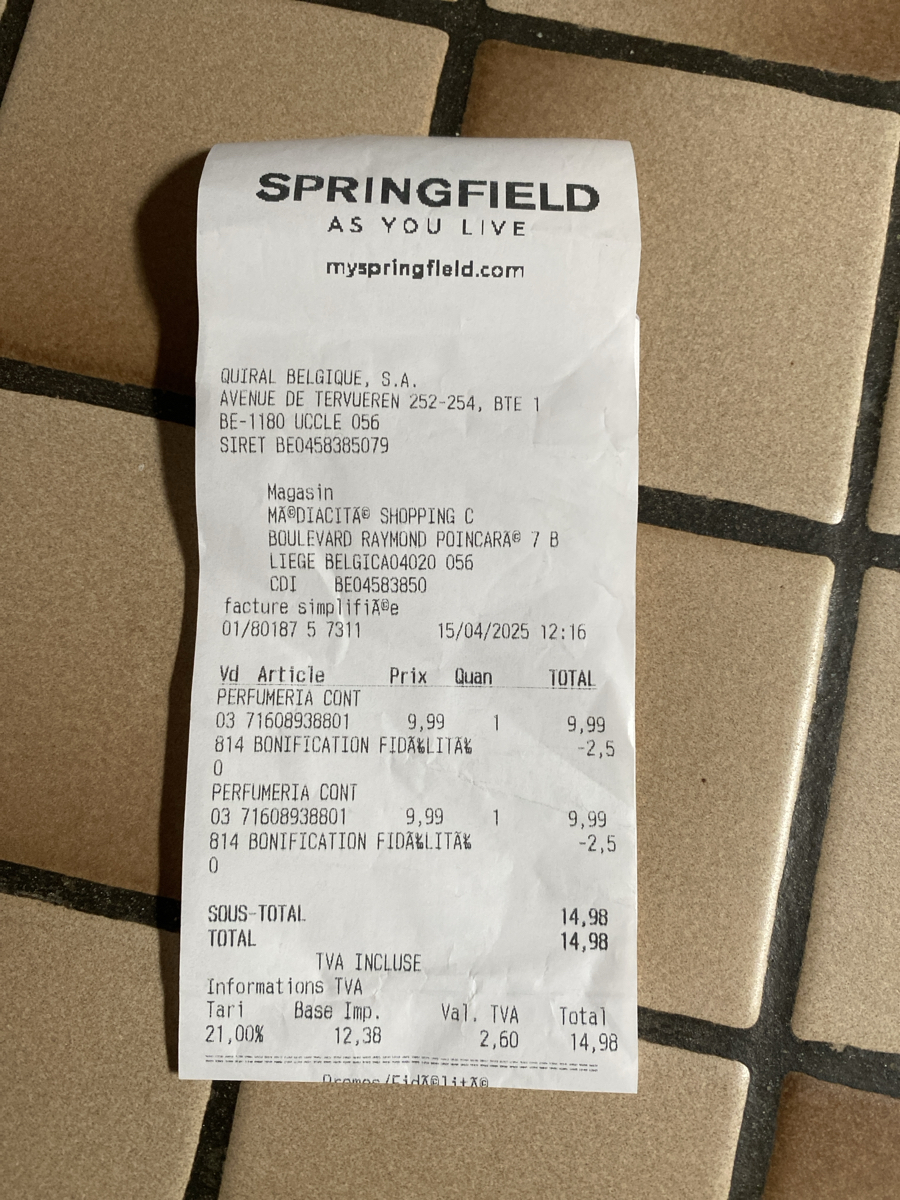 SPRINGFIELD
AS YOU LIVE
myspringfield.com
QUIRAL BELGIQUE, S.A.
AVENUE DE TERVUEREN 252-254, BTE 1
BE-1180 UCCLE 056
SIRET BE0458385079
Magasin
MÃ©DIACITÃ© SHOPPING C
BOULEVARD RAYMOND POINCARÃ© 7 B
LIEGE BELGICA04020 056
CDI BE04583850
facture simplifiÃ©e
01/80187 5 7311 15/04/2025 12:16
Vd Article Prix Quan TOTAL
PERFUMERIA CONT
03 71608938801 9,99 1 9,99
814 BONIFICATION FIDÃ‰LITÃ‰ -2,5
0
PERFUMERIA CONT
03 71608938801 9,99 1 9,99
814 BONIFICATION FIDÃ‰LITÃ‰ -2,5
0
SOUS-TOTAL 14,98
TOTAL 14,98
TVA INCLUSE
Informations TVA
Tari Base Imp. Val. TVA Total
21,00% 12,38 2,60 14,98
Promos/FidÃ©litÃ©